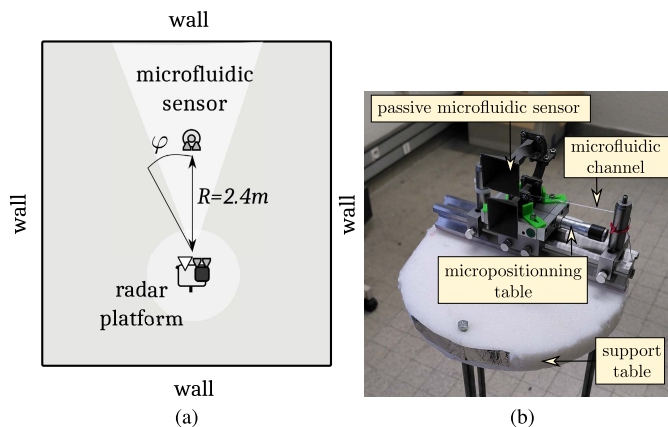 wall
microfluidic
sensor
φ
R=2.4m
wall
wall
radar
platform
wall
(a)
passive microfluidic sensor
microfluidic
channel
micropositionning
table
support
table
(b)